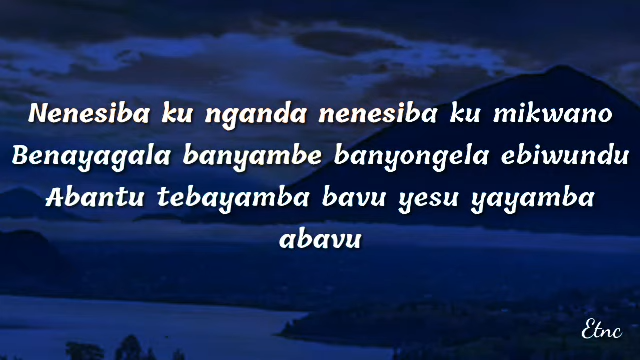 Nenesiba ku nganda nenesiba ku mikwano
Benayagala banyambe banyongela ebiwundu
Abantu tebayamba bavu yesu yayamba
abavu
Etnc